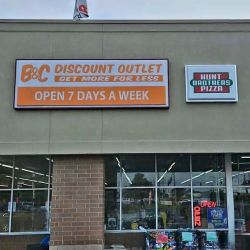 B&C DISCOUNT OUTLET
GET MORE FOR LESS
OPEN 7 DAYS A WEEK
HUNT
BROTHERS
PIZZA
OPEN